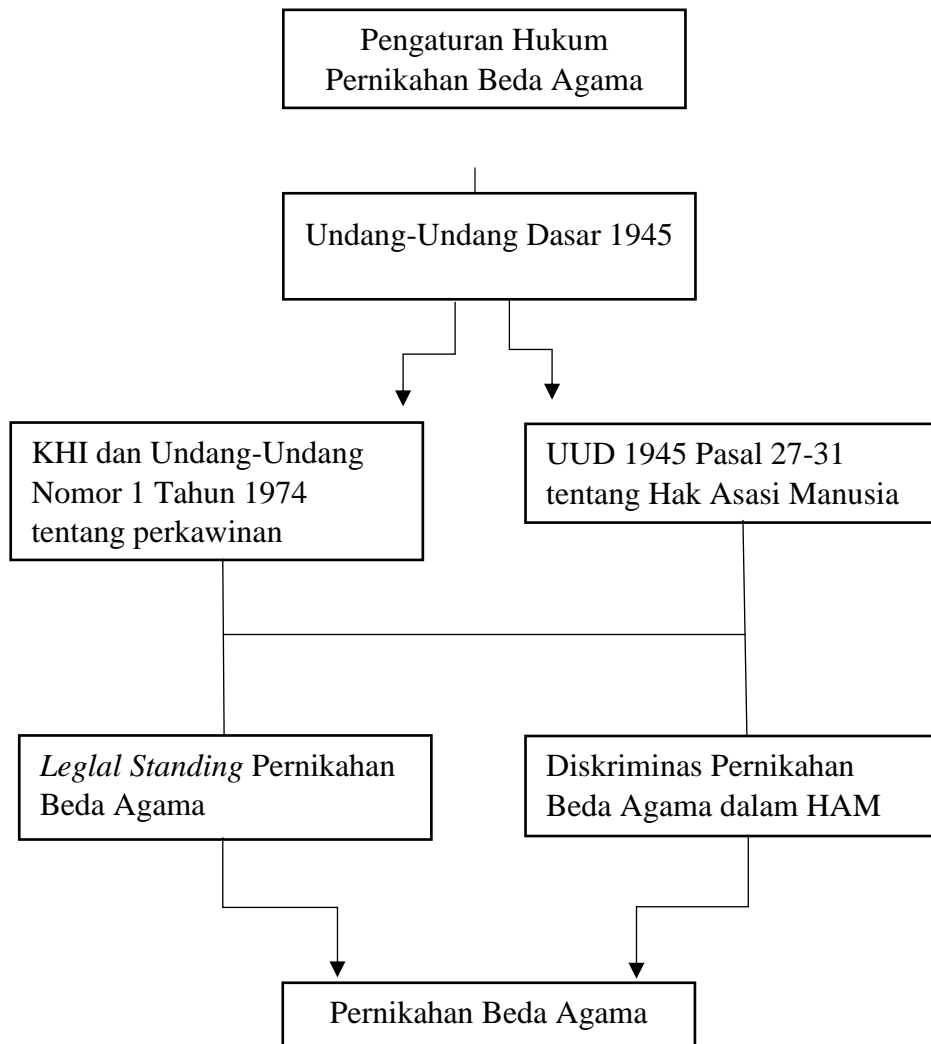 Pengaturan Hukum
Pernikahan Beda Agama
Undang-Undang Dasar 1945
KHI dan Undang-Undang
Nomor 1 Tahun 1974
tentang perkawinan
UUD 1945 Pasal 27-31
tentang Hak Asasi Manusia
Leglal Standing Pernikahan
Beda Agama
Diskriminas Pernikahan
Beda Agama dalam HAM
Pernikahan Beda Agama